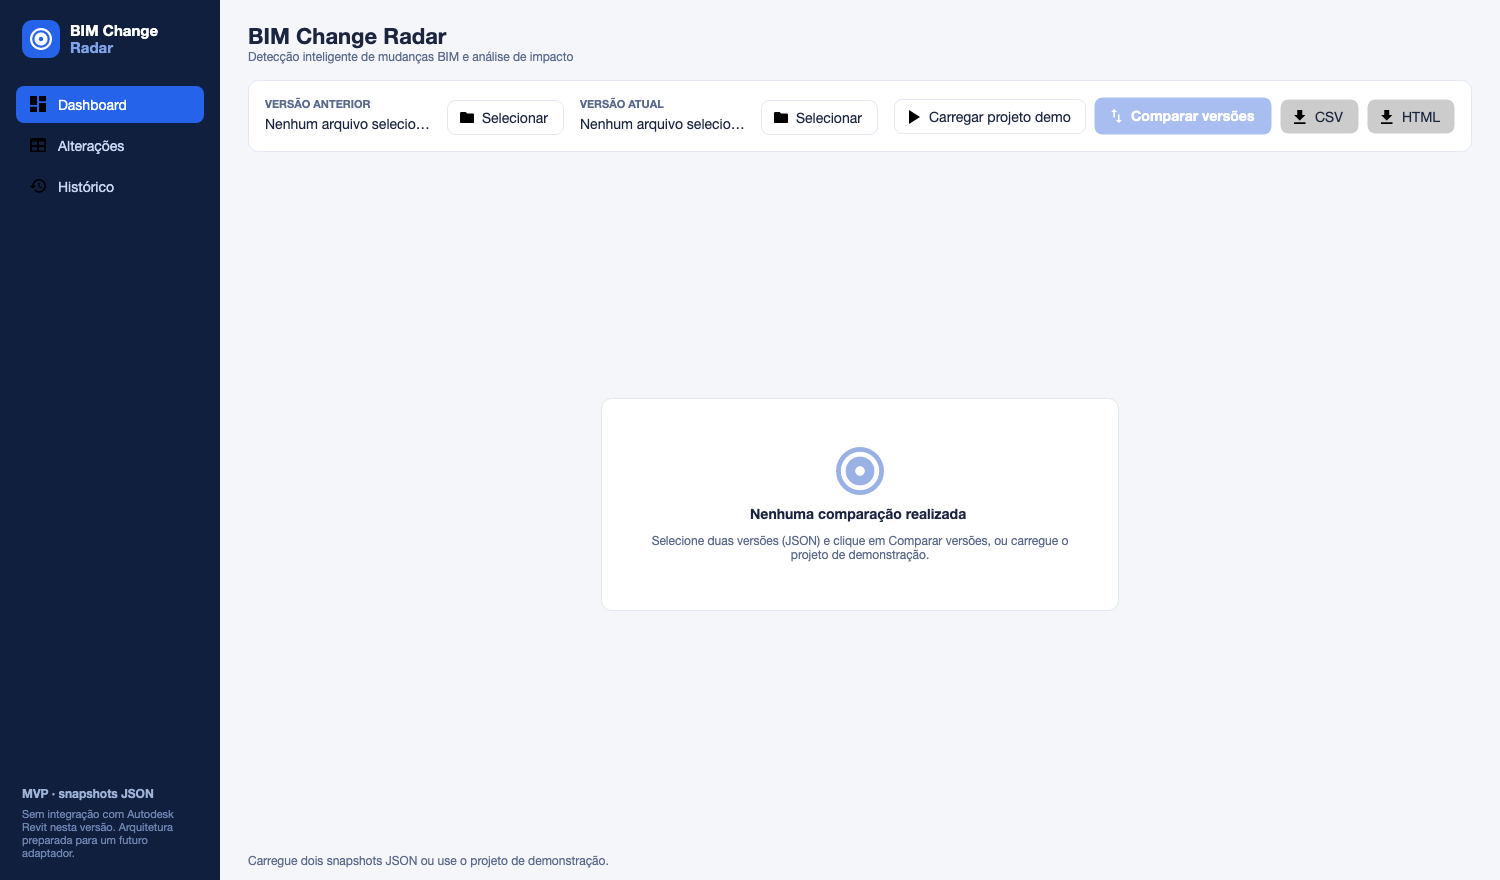 BIM Change
Radar
Dashboard
Alterações
Histórico
MVP · snapshots JSON
Sem integração com Autodesk
Revit nesta versão. Arquitetura
preparada para um futuro
adaptador.
BIM Change Radar
Detecção inteligente de mudanças BIM e análise de impacto
VERSÃO ANTERIOR
Nenhum arquivo selecio...
Selecionar
VERSÃO ATUAL
Nenhum arquivo selecio...
Selecionar
Carregar projeto demo
Comparar versões
CSV
HTML
Nenhuma comparação realizada
Selecione duas versões (JSON) e clique em Comparar versões, ou carregue o
projeto de demonstração.
Carregue dois snapshots JSON ou use o projeto de demonstração.